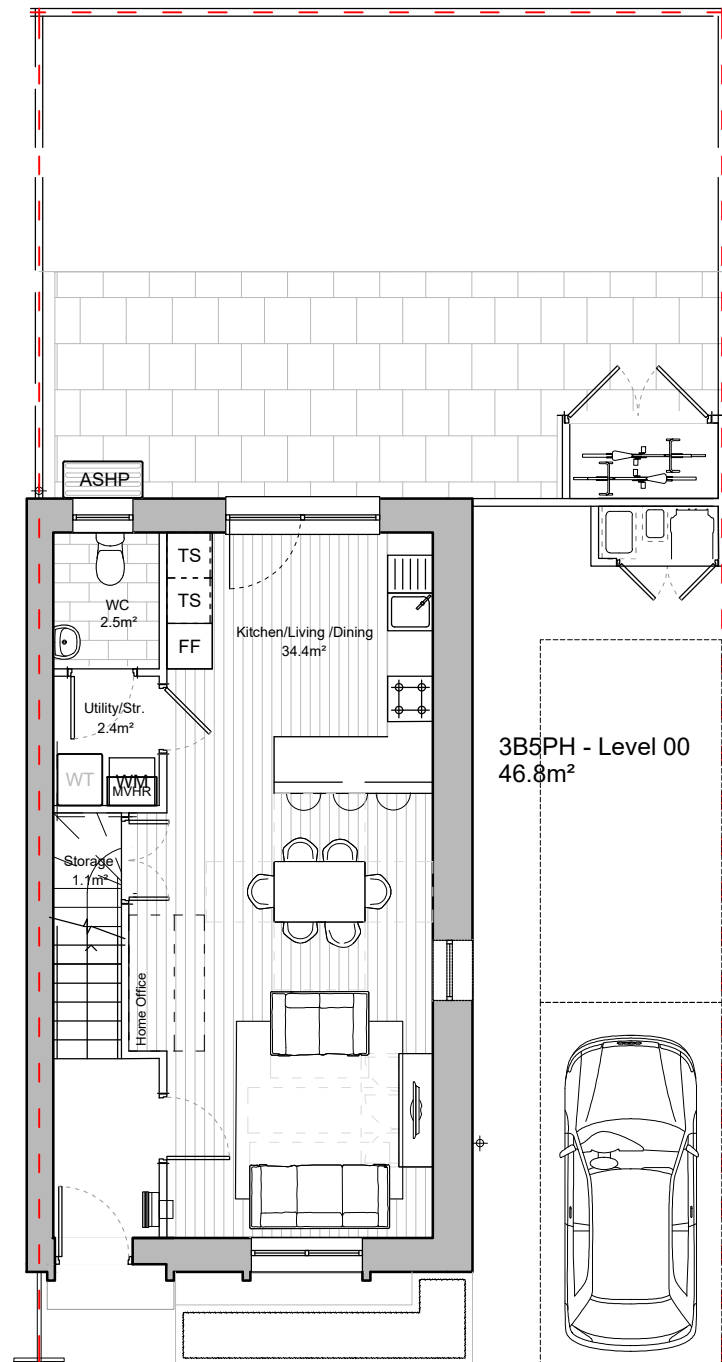 ASHP
TS
TS
FF
WC
2.5m²
Kitchen/Living /Dining
34.4m²
Utility/Str.
2.4m²
WT
WM
MVHR
3B5PH - Level 00
46.8m²
Storage
1.1m²
Home Office